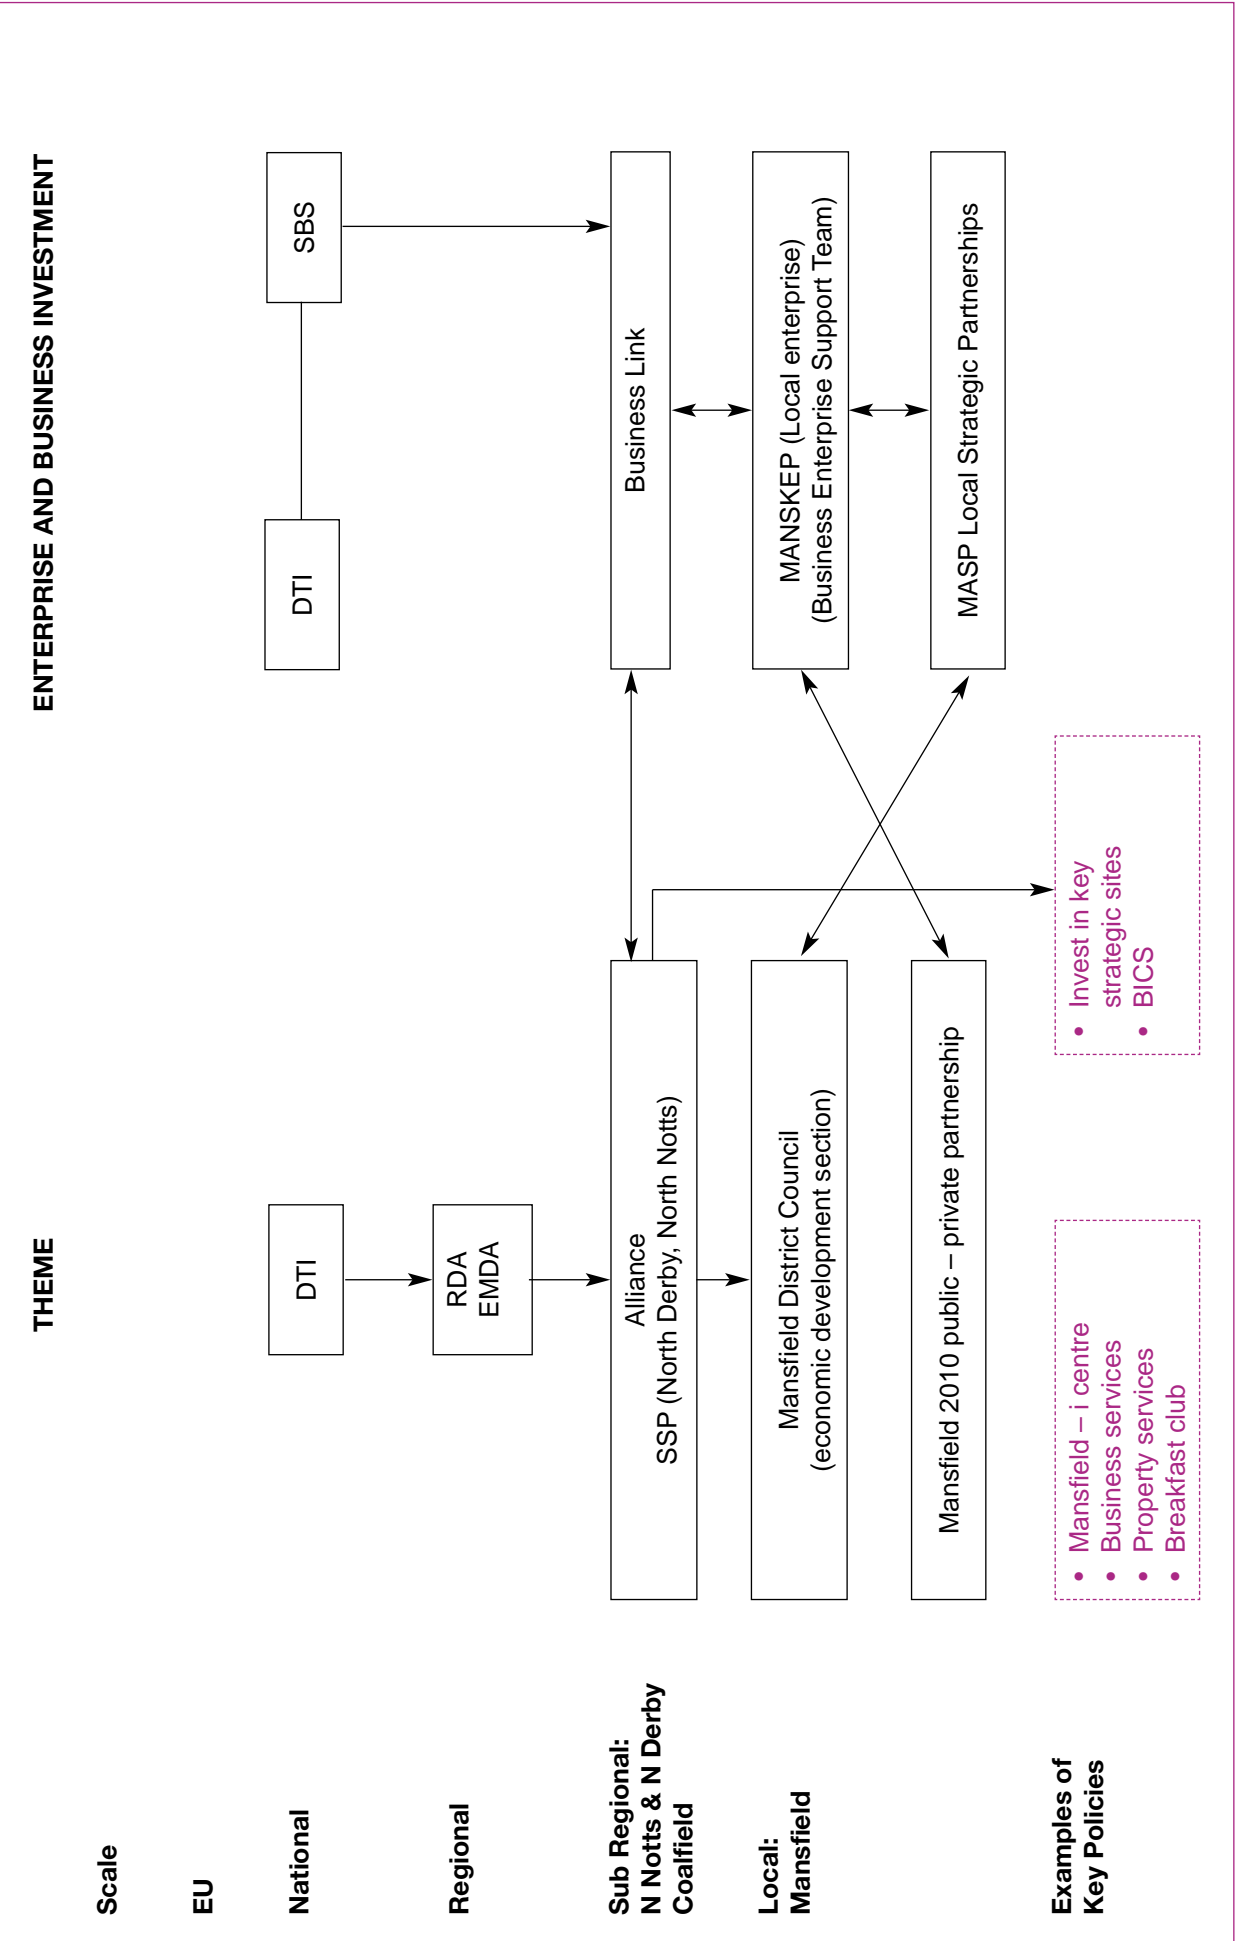 THEME
ENTERPRISE AND BUSINESS INVESTMENT
Scale
EU
National
DTI
DTI
SBS
Regional
RDA
EMDA
Sub Regional:
N Notts & N Derby
Coalfield
Alliance
SSP (North Derby, North Notts)
Business Link
Local:
Mansfield
Mansfield District Council
(economic development section)
MANSKEP (Local enterprise)
(Business Enterprise Support Team)
Mansfield 2010 public – private partnership
MASP Local Strategic Partnerships
Examples of
Key Policies
• Mansfield – i centre
• Business services
• Property services
• Breakfast club
• Invest in key
strategic sites
• BICS